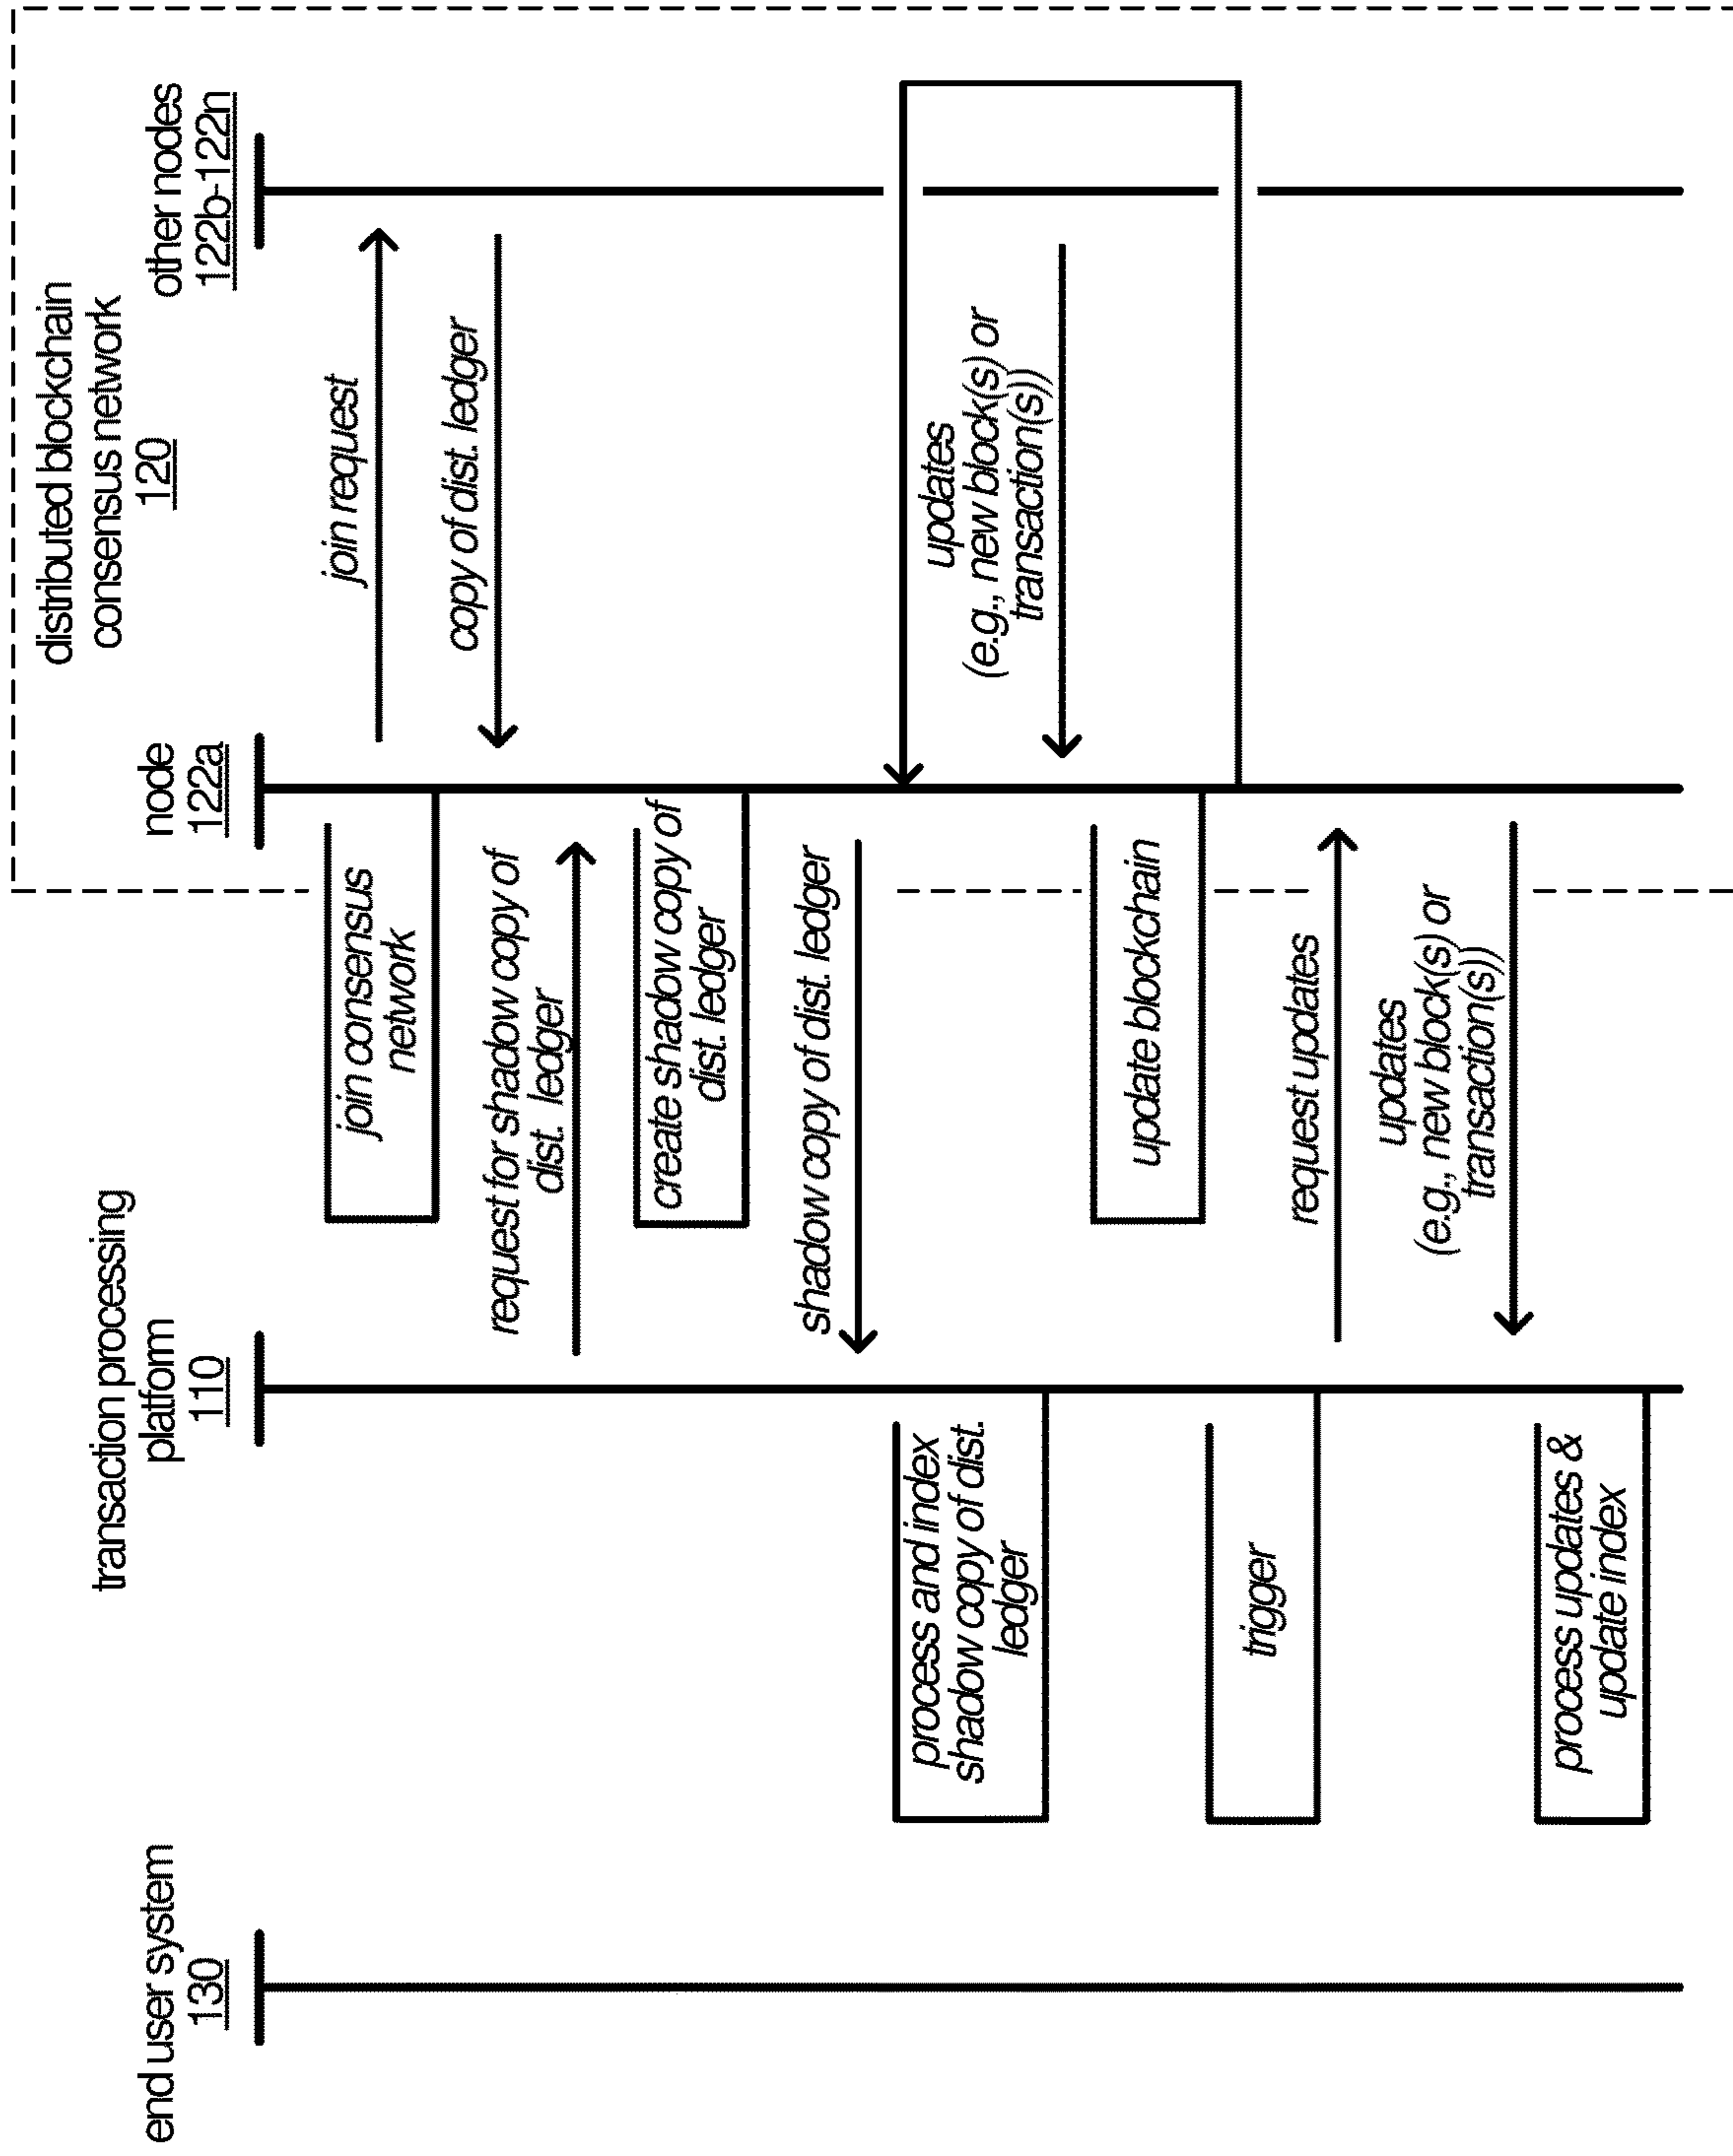 end user system
130
transaction processing
platform
110
node
122a
distributed blockchain
consensus network
120
other nodes
122b-122n
join consensus
network
join request
copy of dist. ledger
request for shadow copy of
dist. ledger
create shadow copy of
dist. ledger
shadow copy of dist. ledger
process and index
shadow copy of dist.
ledger
updates
(e.g., new block(s) or
transaction(s))
update blockchain
trigger
request updates
updates
(e.g., new block(s) or
transaction(s))
process updates &
update index